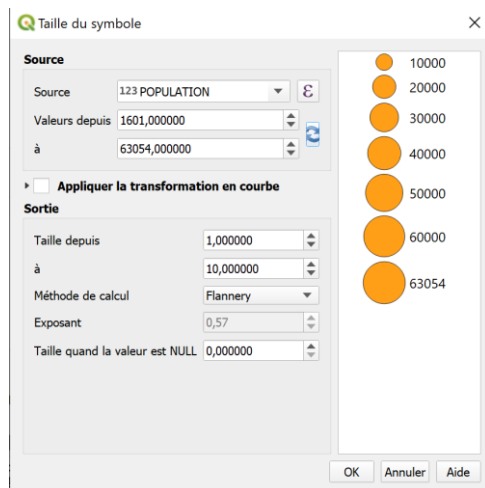 Taille du symbole
Source
Source 123 POPULATION ε
Valeurs depuis 1601,000000
à 63054,000000
Appliquer la transformation en courbe
Sortie
Taille depuis 1,000000
à 10,000000
Méthode de calcul Flannery
Exposant 0,57
Taille quand la valeur est NULL 0,000000
10000
20000
30000
40000
50000
60000
63054
OK Annuler Aide